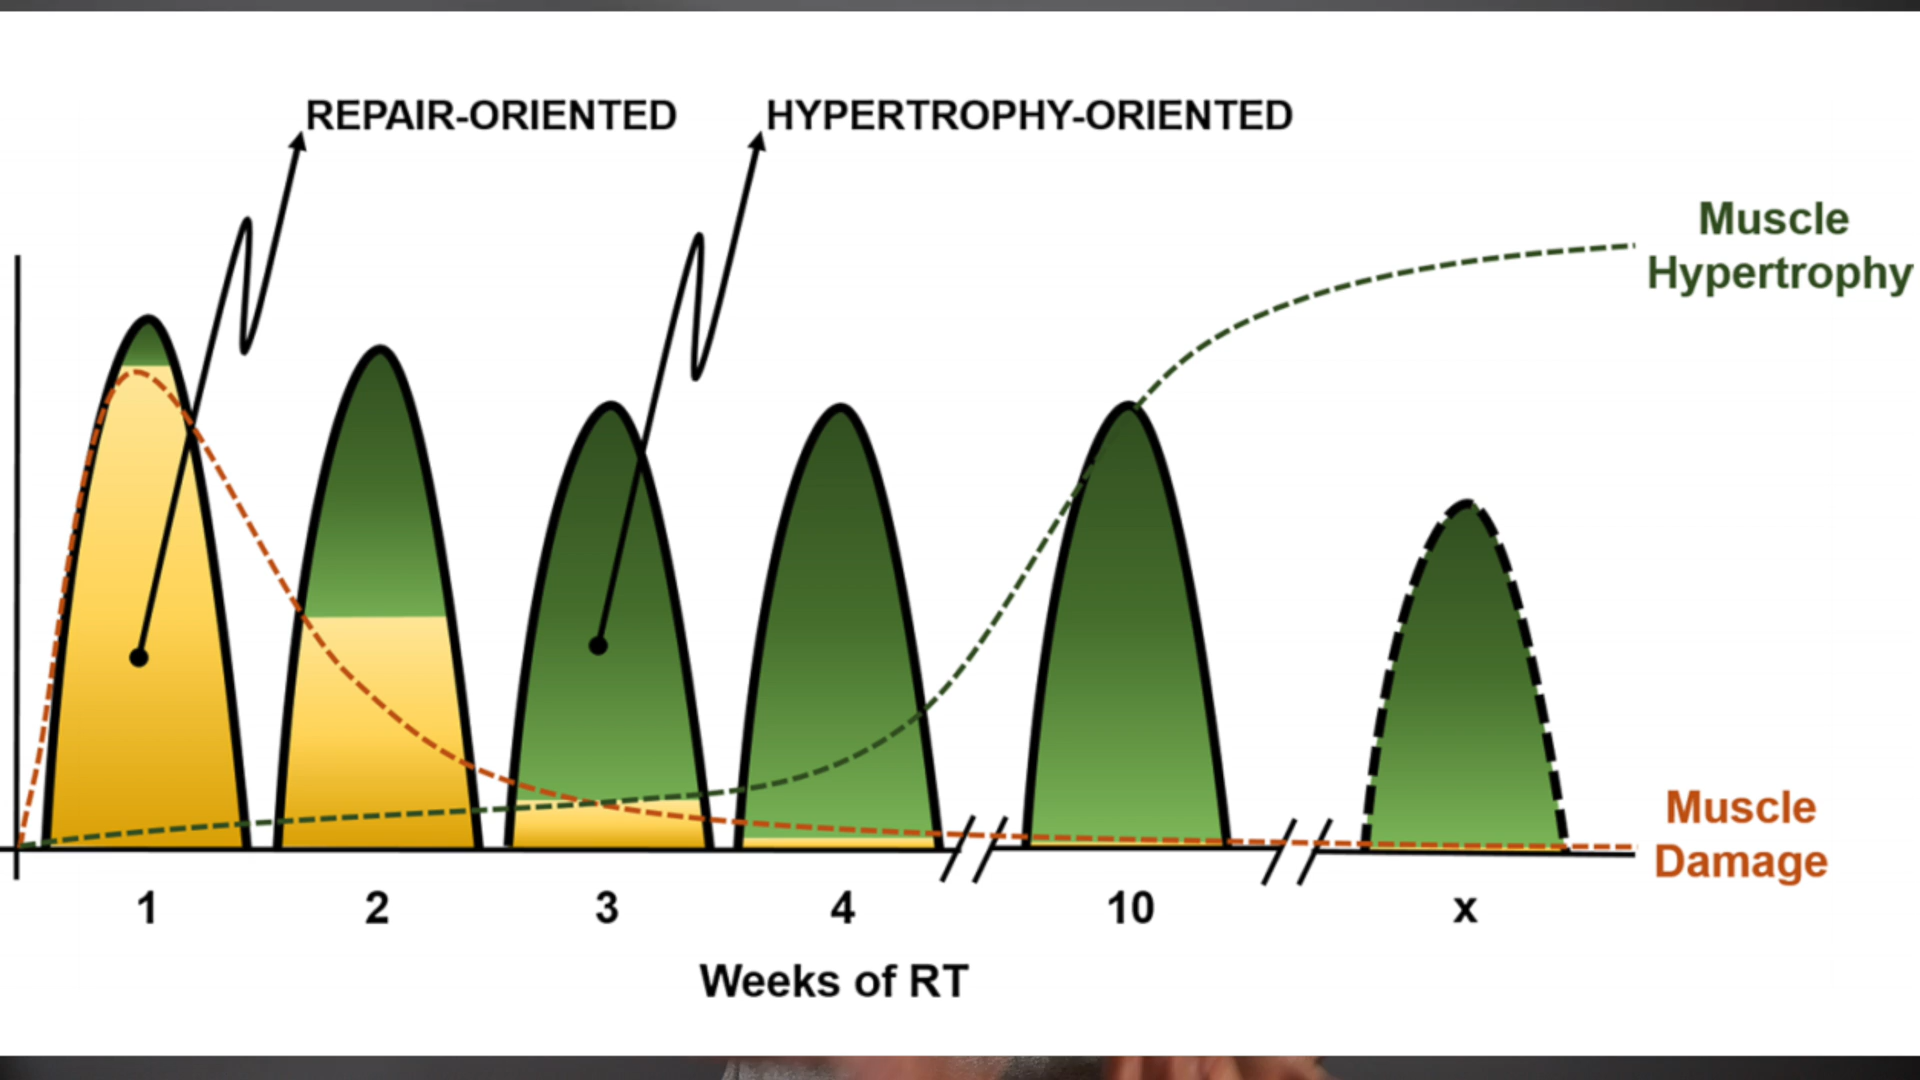 REPAIR-ORIENTED
HYPERTROPHY-ORIENTED
Muscle
Hypertrophy
Muscle
Damage
1
2
3
4
10
x
Weeks of RT